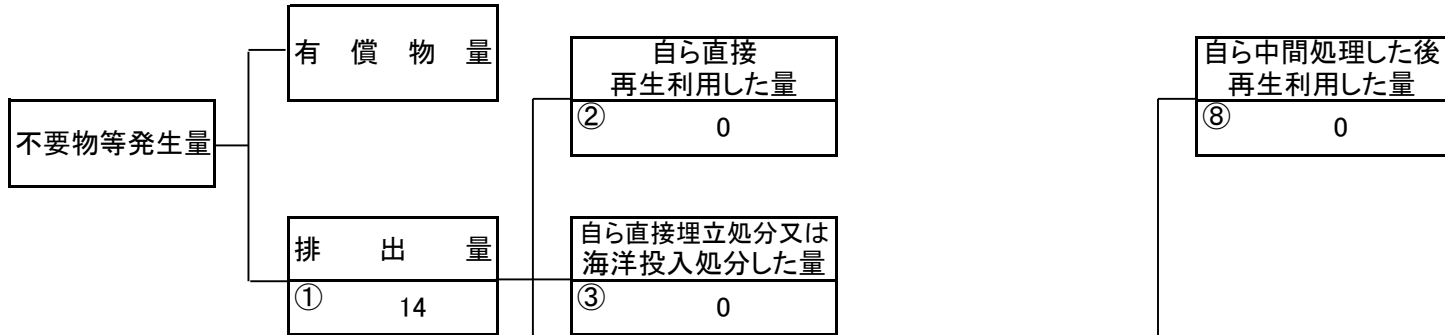 有償物量
自ら直接
再生利用した量
② 0
自ら中間処理した後
再生利用した量
⑧ 0
不要物等発生量
排出量
① 14
自ら直接埋立処分又は
海洋投入処分した量
③ 0